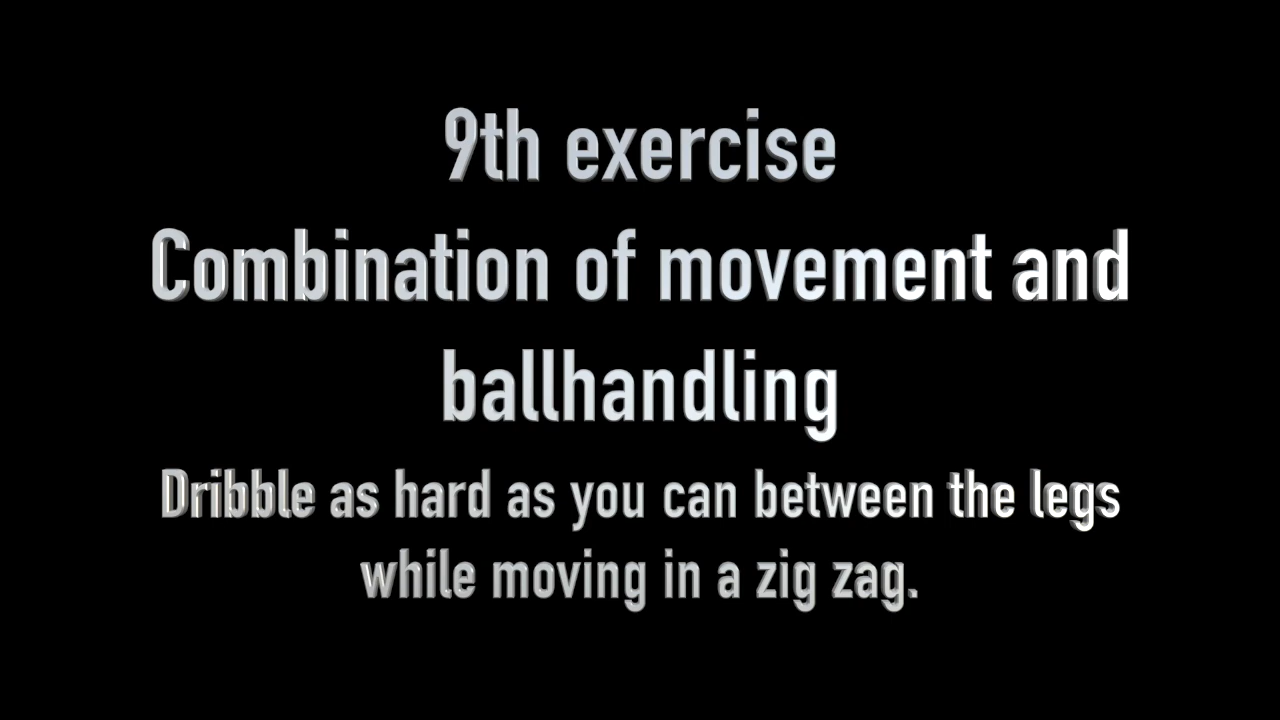 9th exercise
Combination of movement and
ballhandling
Dribble as hard as you can between the legs
while moving in a zig zag.